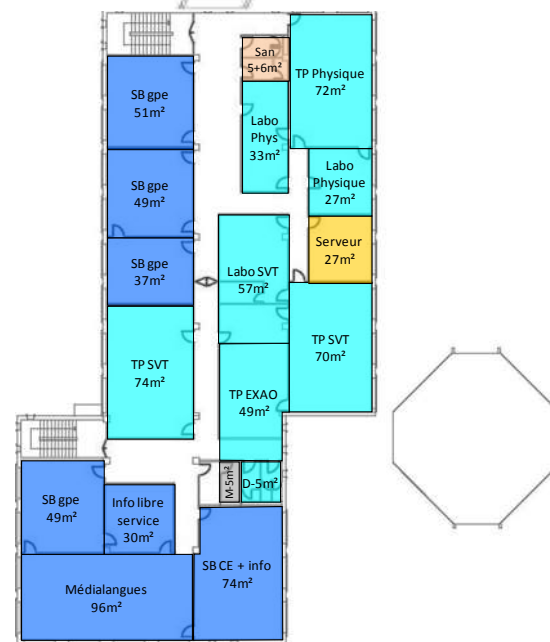 San
5+6m²
TP Physique
72m²
SB gpe
51m²
Labo
Phys
33m²
Labo
Physique
27m²
SB gpe
49m²
Serveur
27m²
SB gpe
37m²
Labo SVT
57m²
TP SVT
74m²
TP SVT
70m²
TP EXAO
49m²
M-5m²
D-5m²
SB gpe
49m²
Info libre
service
30m²
SB CE + info
74m²
Médialangues
96m²